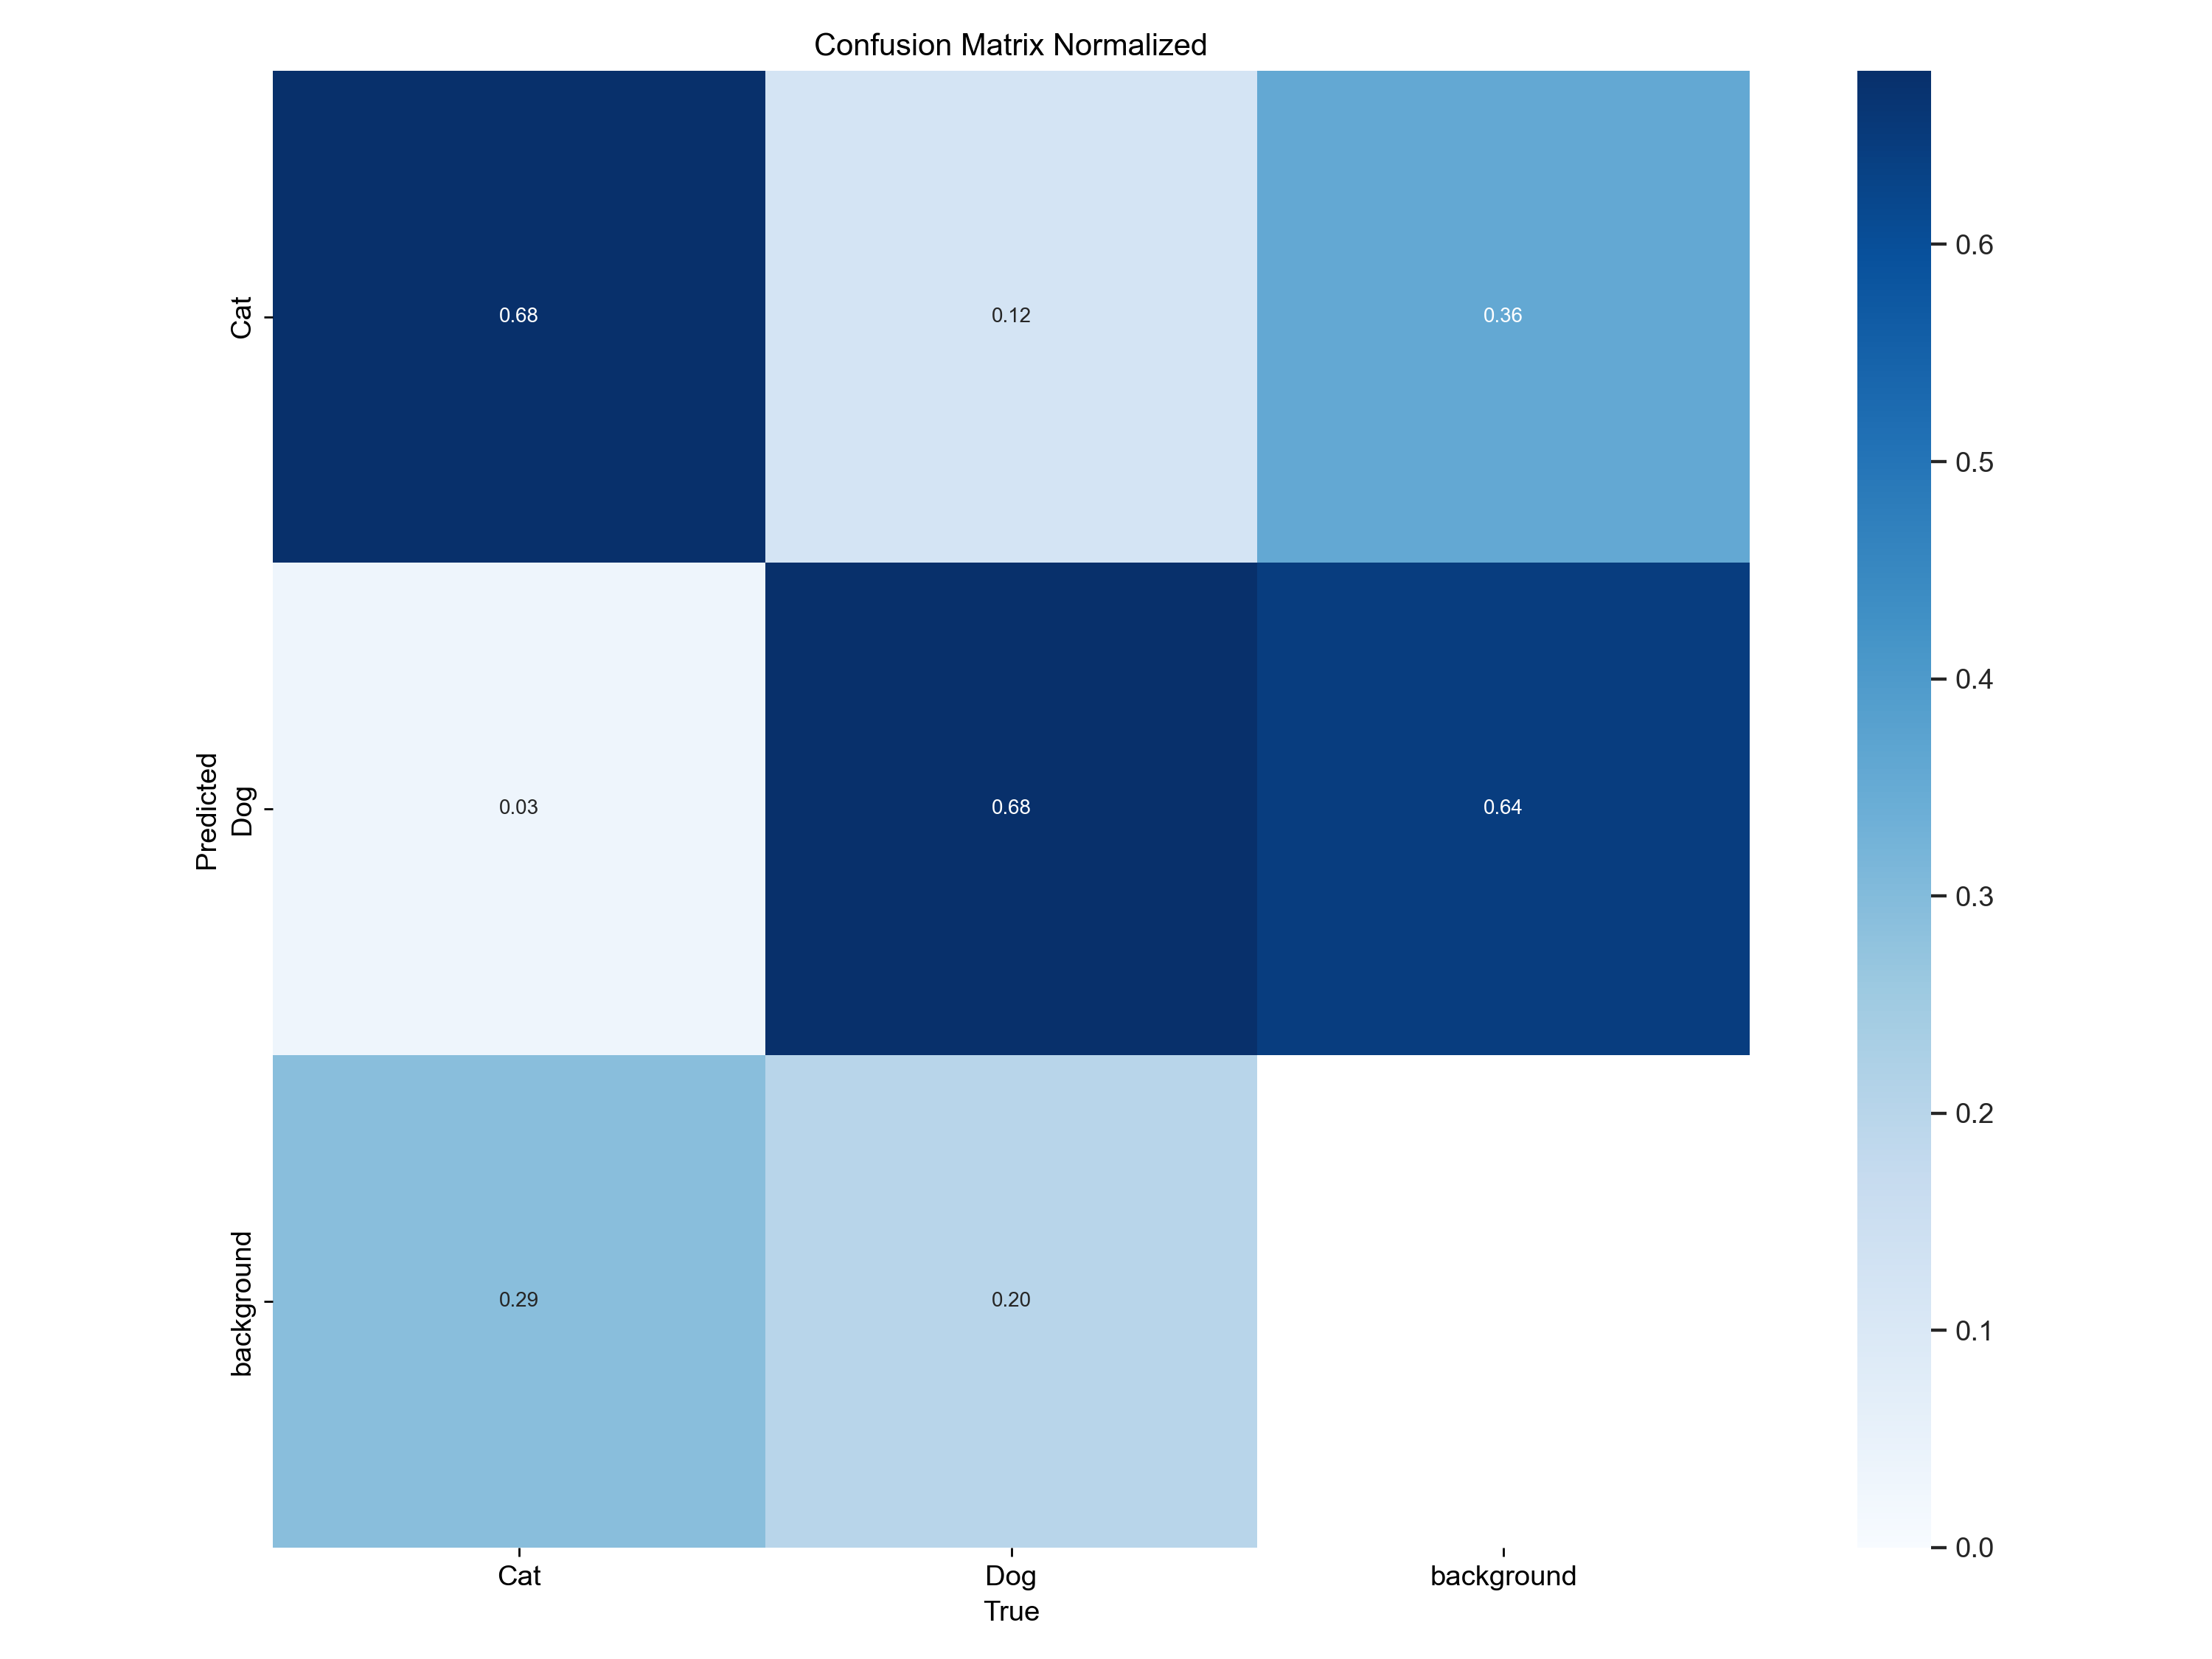 Confusion Matrix Normalized
Cat
0.68
0.12
0.36
0.6
0.5
Predicted
Dog
0.03
0.68
0.64
0.4
0.3
background
0.29
0.20
0.2
0.1
0.0
Cat
Dog
background
True